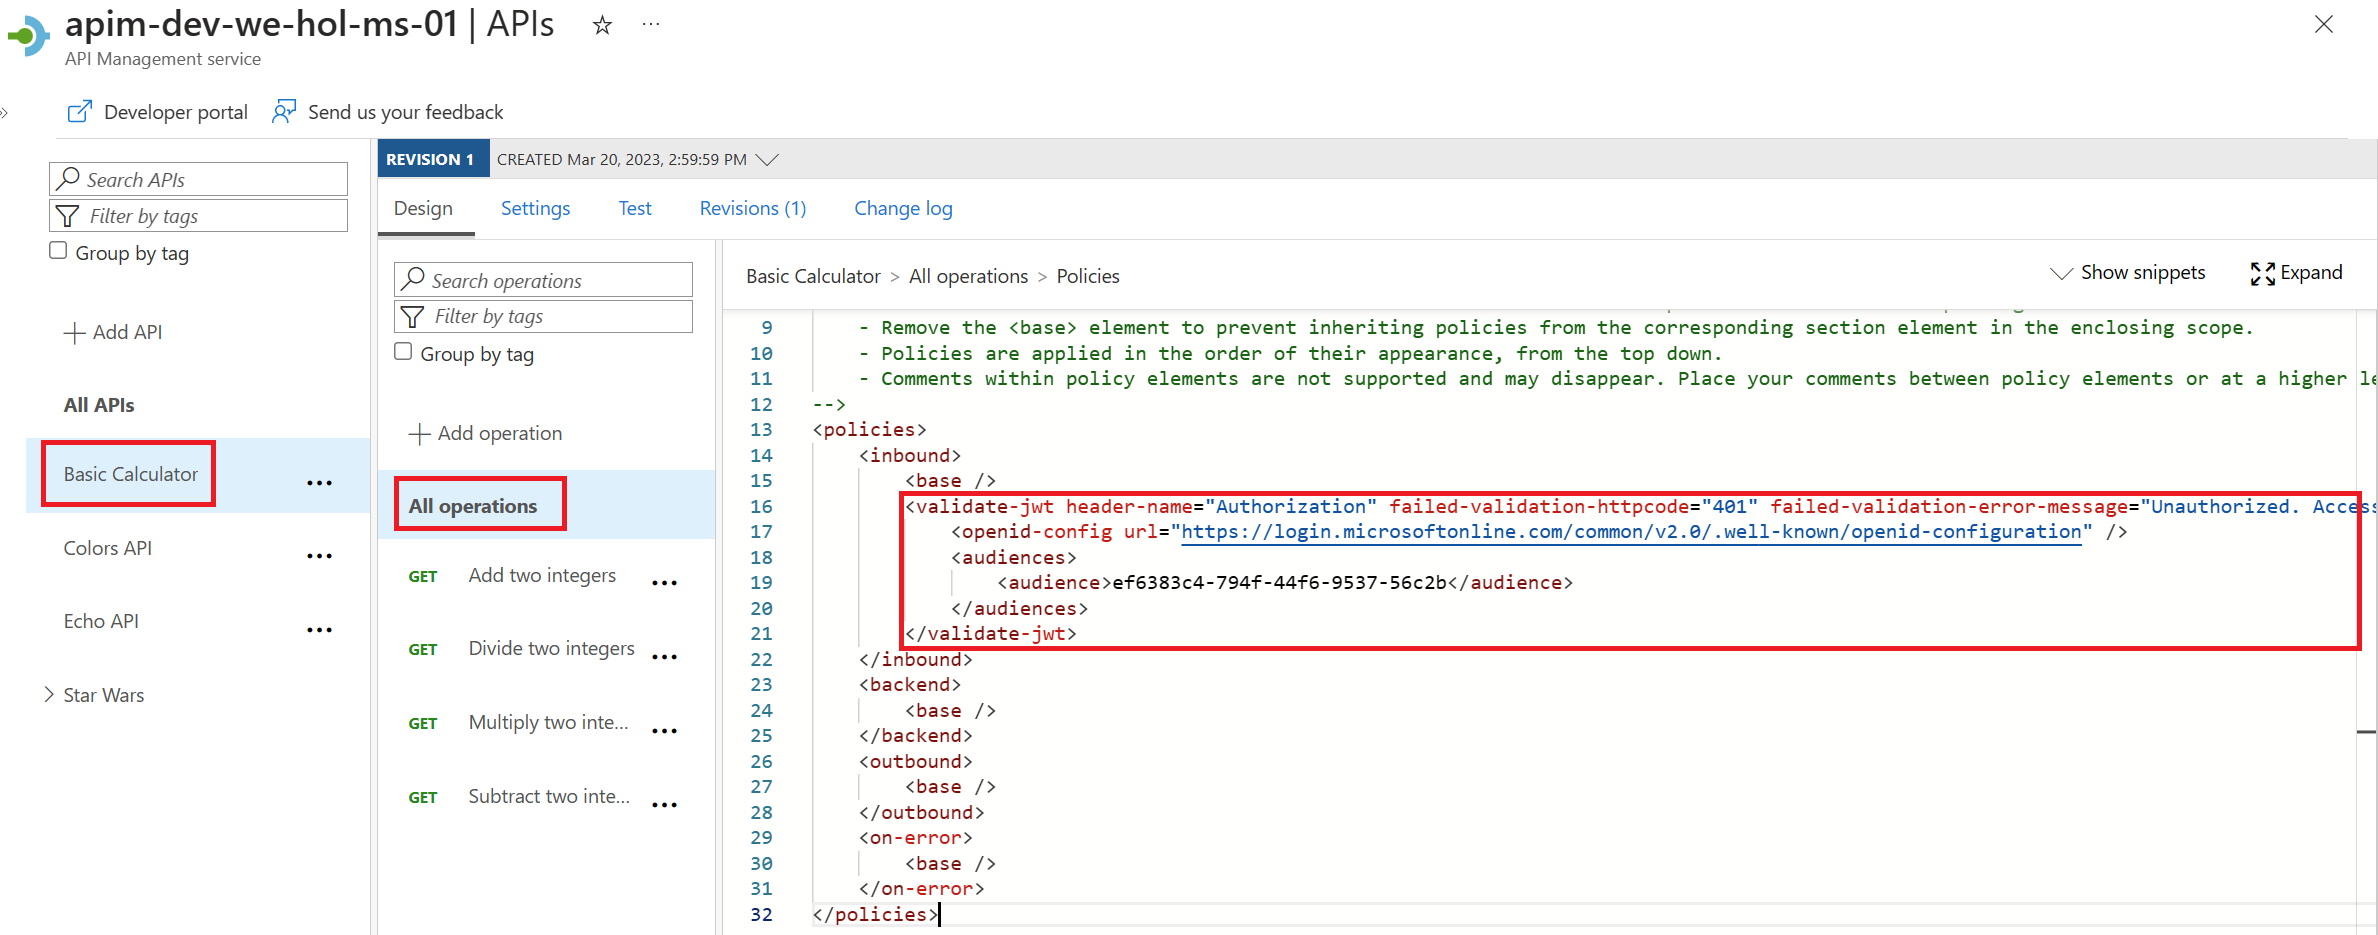 apim-dev-we-hol-ms-01 | APIs
API Management service
Developer portal
Send us your feedback
Search APIs
Filter by tags
Group by tag
Add API
All APIs
Basic Calculator
Colors API
Echo API
Star Wars
REVISION 1
CREATED Mar 20, 2023, 2:59:59 PM
Design Settings Test Revisions (1) Change log
Search operations
Filter by tags
Group by tag
Add operation
All operations
GET Add two integers
GET Divide two integers
GET Multiply two inte...
GET Subtract two inte...
Basic Calculator > All operations > Policies
Show snippets
Expand
9 - Remove the <base> element to prevent inheriting policies from the corresponding section element in the enclosing scope.
10 - Policies are applied in the order of their appearance, from the top down.
11 - Comments within policy elements are not supported and may disappear. Place your comments between policy elements or at a higher le
12 -->
13 <policies>
14 <inbound>
15 <base />
16 <validate-jwt header-name="Authorization" failed-validation-httpcode="401" failed-validation-error-message="Unauthorized. Access
17 <openid-config url="https://login.microsoftonline.com/common/v2.0/.well-known/openid-configuration" />
18 <audiences>
19 <audience>ef6383c4-794f-44f6-9537-56c2b</audience>
20 </audiences>
21 </validate-jwt>
22 </inbound>
23 <backend>
24 <base />
25 </backend>
26 <outbound>
27 <base />
28 </outbound>
29 <on-error>
30 <base />
31 </on-error>
32 </policies>